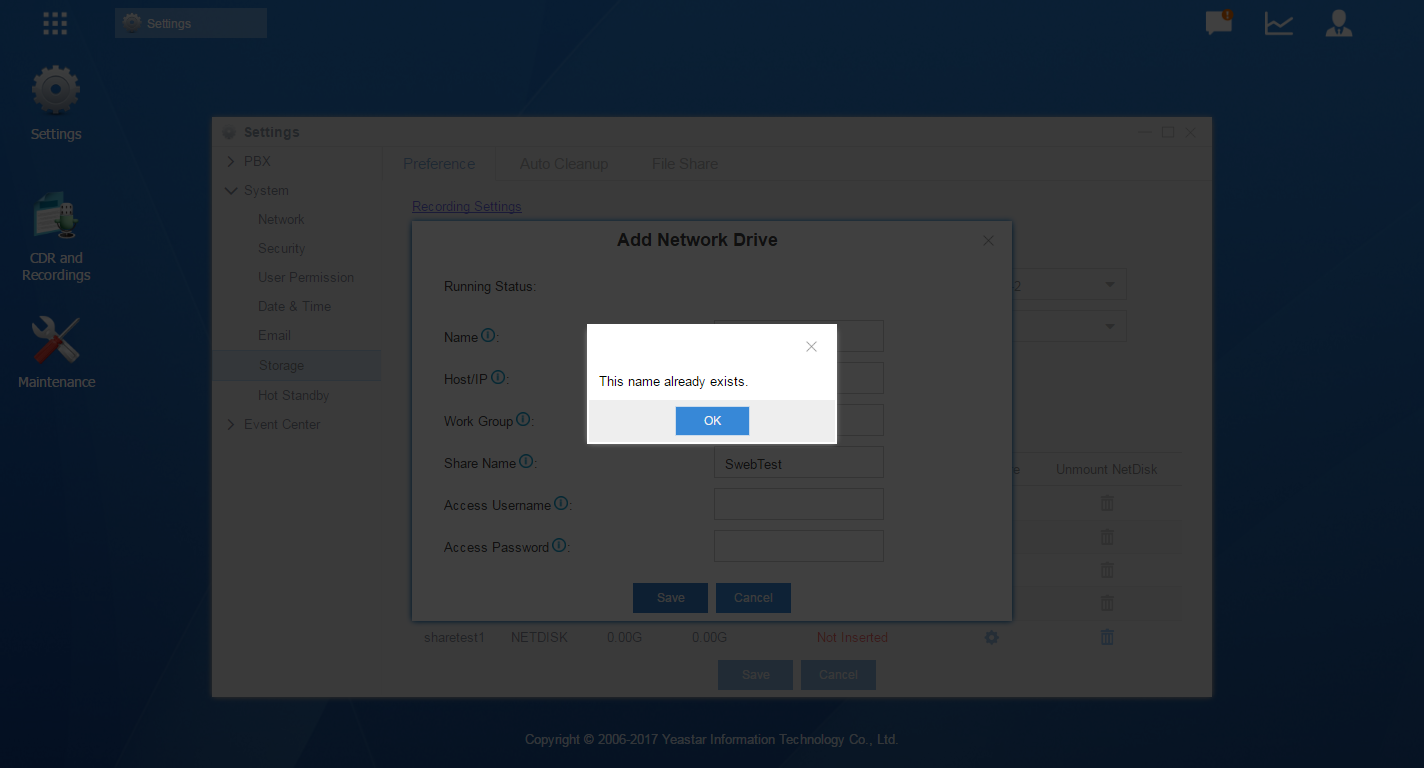 Settings
Settings
CDR and
Recordings
Maintenance
Settings
PBX
System
Network
Security
User Permission
Date & Time
Email
Storage
Hot Standby
Event Center
Preference Auto Cleanup File Share
Recording Settings
Add Network Drive
Running Status:
2
Name :
Host/IP :
Work Group :
Share Name : SwebTest
Access Username :
Access Password :
Save Cancel
This name already exists.
OK
e Unmount NetDisk
sharetest1 NETDISK 0.00G 0.00G Not Inserted
Save Cancel
Copyright © 2006-2017 Yeastar Information Technology Co., Ltd.